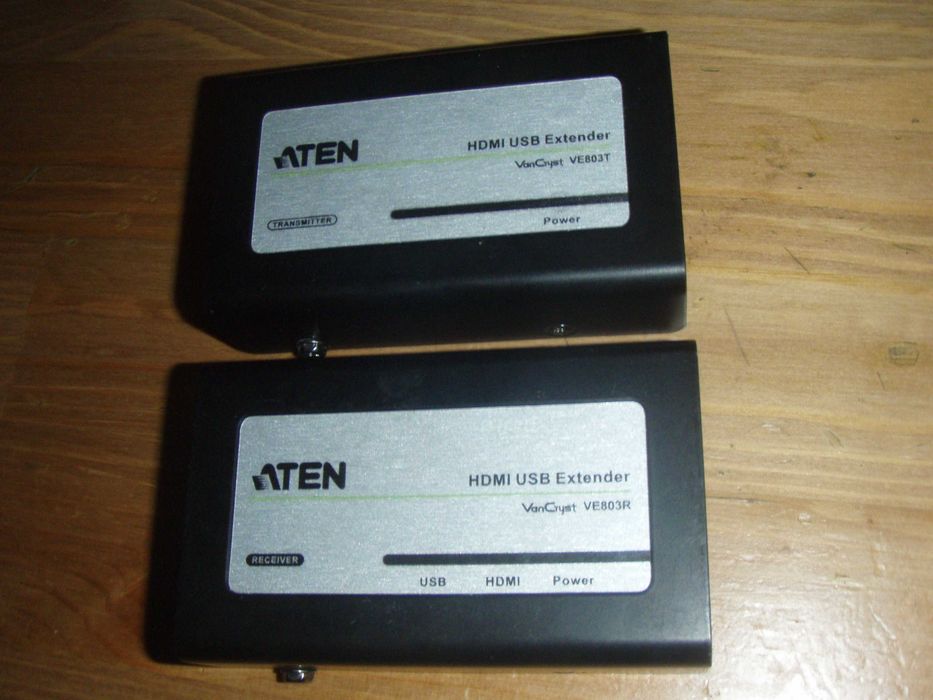 ATEN
HDMI USB Extender
VanCryst VE803T
TRANSMITTER
Power
ATEN
HDMI USB Extender
VanCryst VE803R
RECEIVER
USB HDMI Power